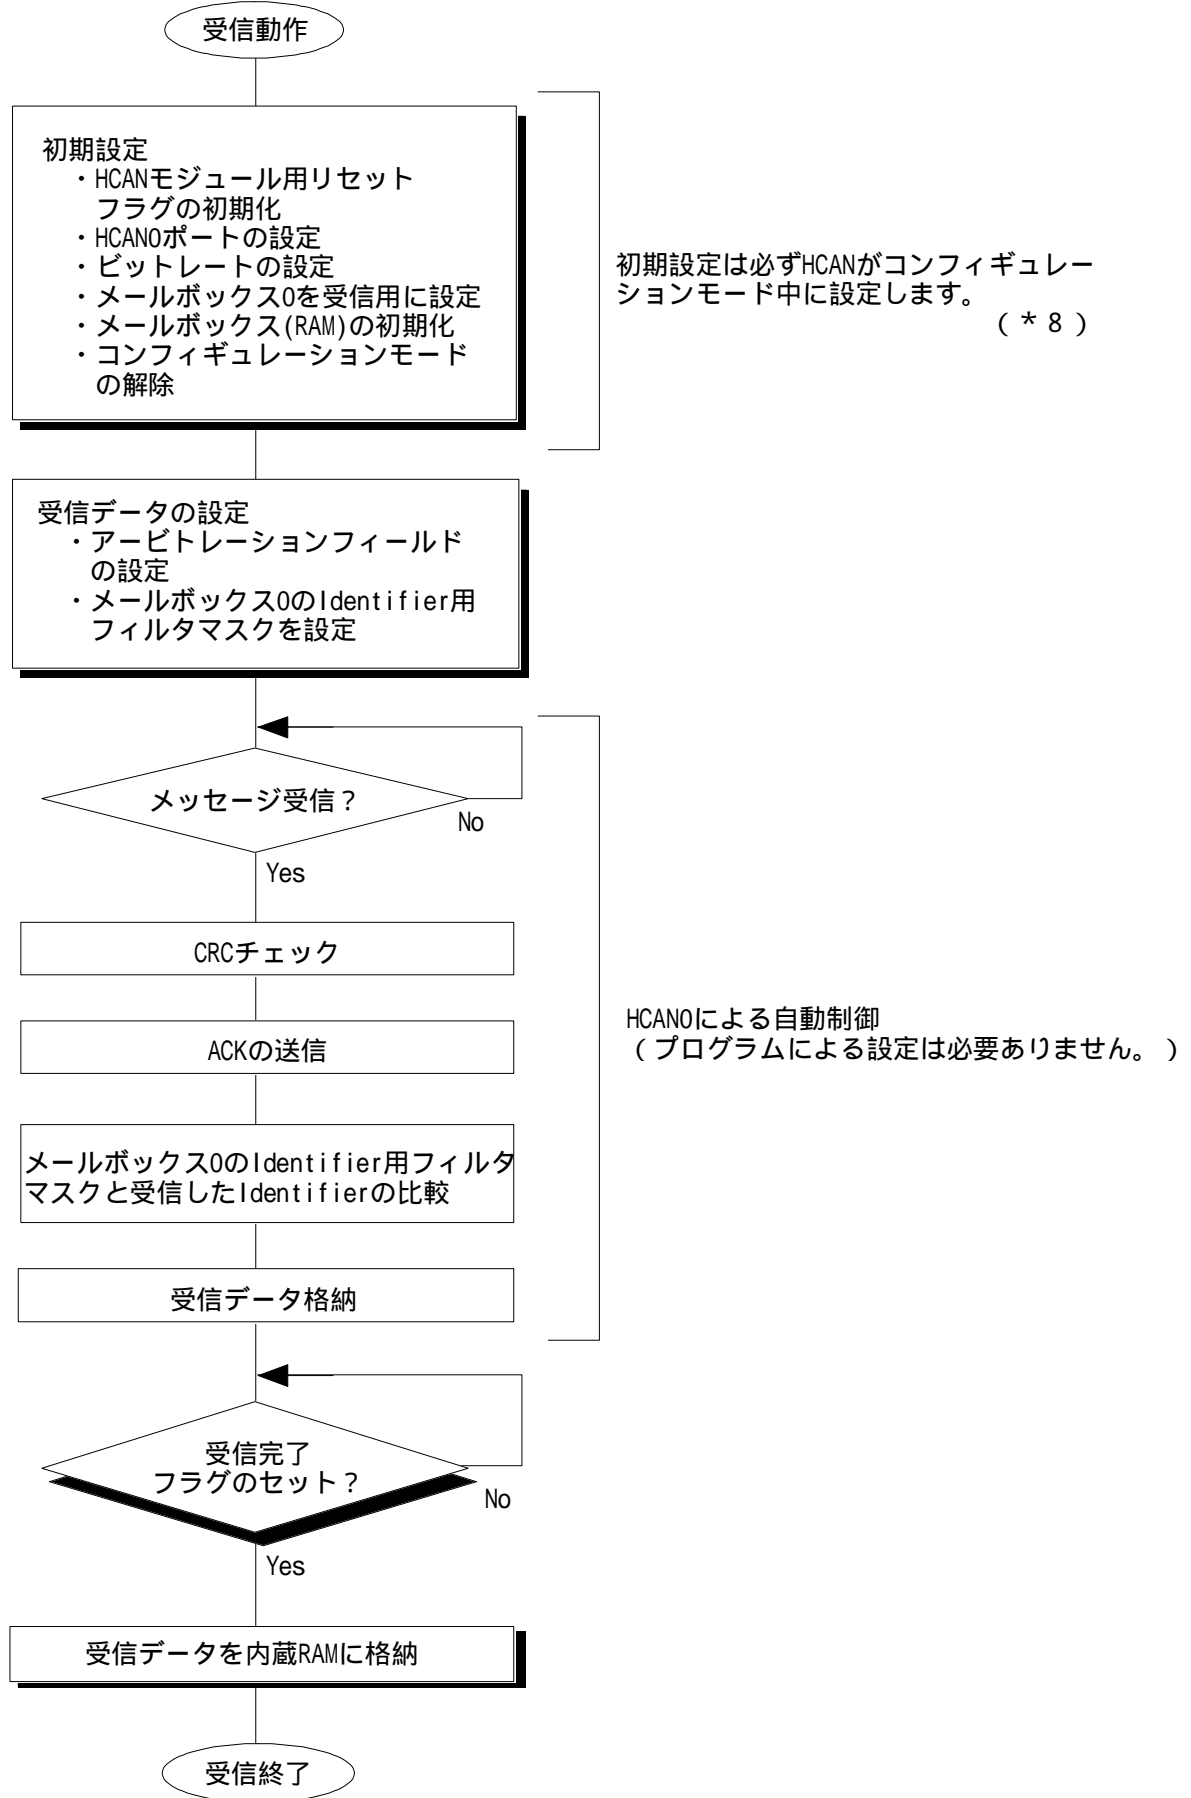 受信動作
初期設定
・HCANモジュール用リセット
フラグの初期化
・HCAN0ポートの設定
・ビットレートの設定
・メールボックス0を受信用に設定
・メールボックス(RAM)の初期化
・コンフィギュレーションモード
の解除
初期設定は必ずHCANがコンフィギュレー
ションモード中に設定します。
(*8)
受信データの設定
・アービトレーションフィールド
の設定
・メールボックス0のIdentifier用
フィルタマスクを設定
メッセージ受信？
No
Yes
CRCチェック
ACKの送信
HCAN0による自動制御
(プログラムによる設定は必要ありません。)
メールボックス0のIdentifier用フィルタ
マスクと受信したIdentifierの比較
受信データ格納
受信完了
フラグのセット？
No
Yes
受信データを内蔵RAMに格納
受信終了